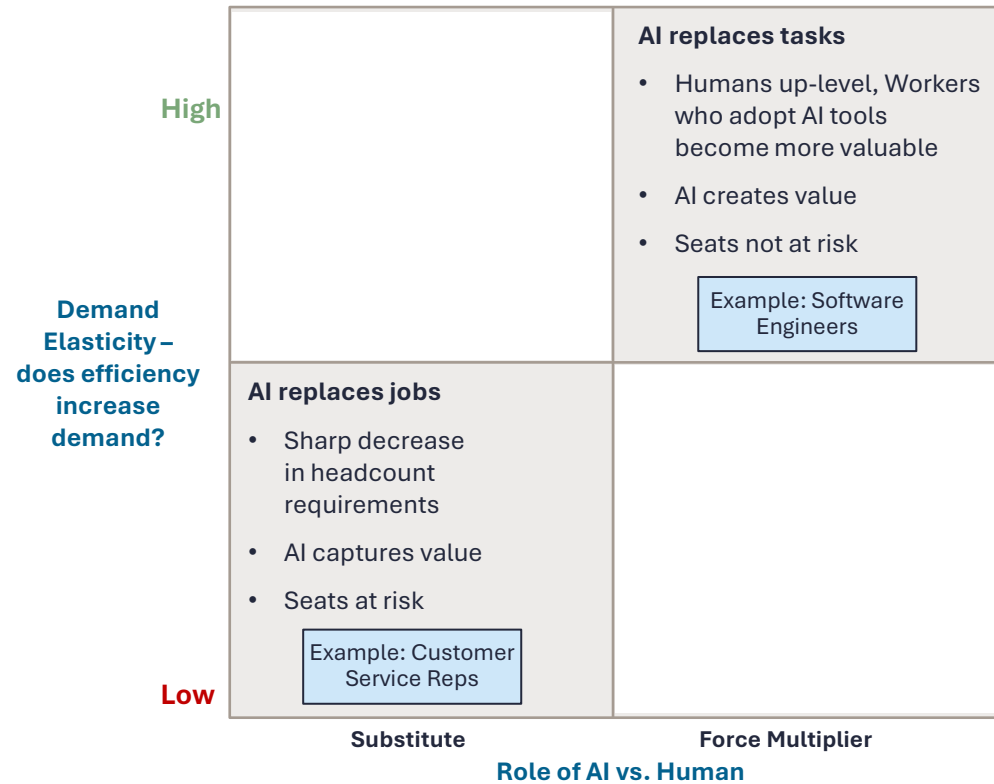 AI replaces tasks
• Humans up-level, Workers
who adopt AI tools
become more valuable
• AI creates value
• Seats not at risk
Example: Software
Engineers
High
Demand
Elasticity –
does efficiency
increase
demand?
AI replaces jobs
• Sharp decrease
in headcount
requirements
• AI captures value
• Seats at risk
Example: Customer
Service Reps
Low
Substitute
Force Multiplier
Role of AI vs. Human